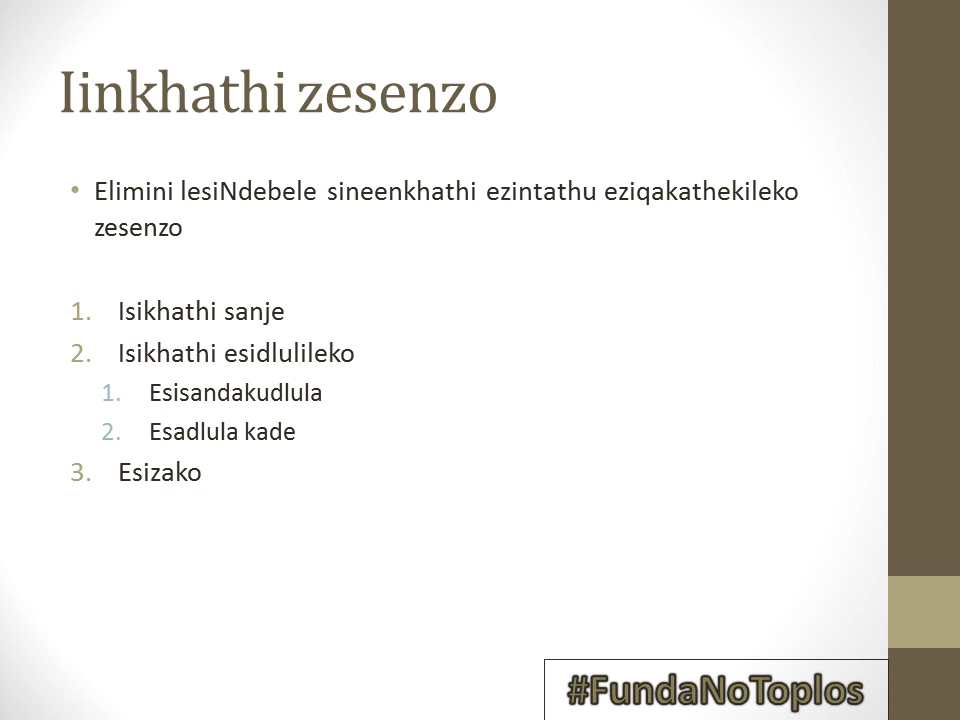 Iinkhathi zesenzo
• Elimini lesiNdebele sineenkhathi ezintathu eziqakathekileko
zesenzo
1. Isikhathi sanje
2. Isikhathi esidlulileko
1. Esisandakudlula
2. Esadlula kade
3. Esizako
#FundaNoToplos